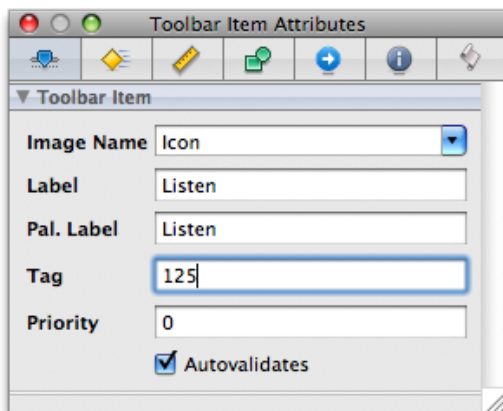 Toolbar Item Attributes
Toolbar Item
Image Name Icon
Label Listen
Pal. Label Listen
Tag 125
Priority 0
Autovalidates